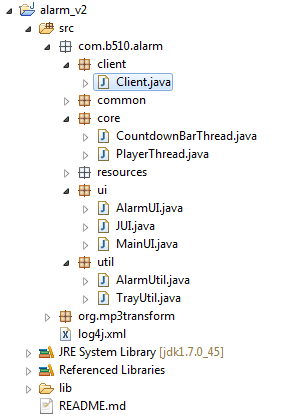 alarm_v2
src
com.b510.alarm
client
Client.java
common
core
CountdownBarThread.java
PlayerThread.java
resources
ui
AlarmUI.java
JUI.java
MainUI.java
util
AlarmUtil.java
TrayUtil.java
org.mp3transform
log4j.xml
JRE System Library [jdk1.7.0_45]
Referenced Libraries
lib
README.md